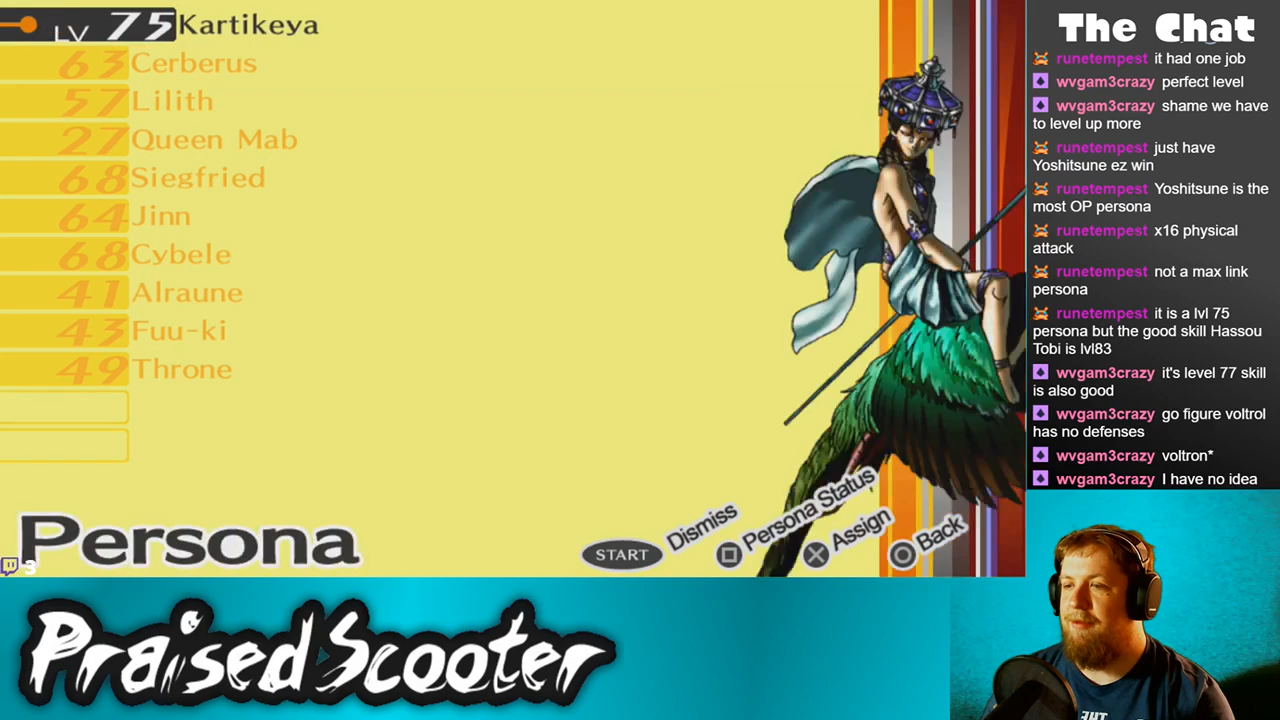 LV 75 Kartikeya
63 Cerberus
57 Lilith
27 Queen Mab
68 Siegfried
64 Jinn
68 Cybele
41 Alraune
43 Fuu-ki
49 Throne
Persona
START Dismiss
Persona Status
Assign
Back
3
The Chat
runetempest it had one job
wvgam3crazy perfect level
wvgam3crazy shame we have
to level up more
runetempest just have
Yoshitsune ez win
runetempest Yoshitsune is the
most OP persona
runetempest x16 physical
attack
runetempest not a max link
persona
runetempest it is a lvl 75
persona but the good skill Hassou
Tobi is lvl83
wvgam3crazy it's level 77 skill
is also good
wvgam3crazy go figure voltrol
has no defenses
wvgam3crazy voltron*
wvgam3crazy I have no idea
PraisedScooter
THE